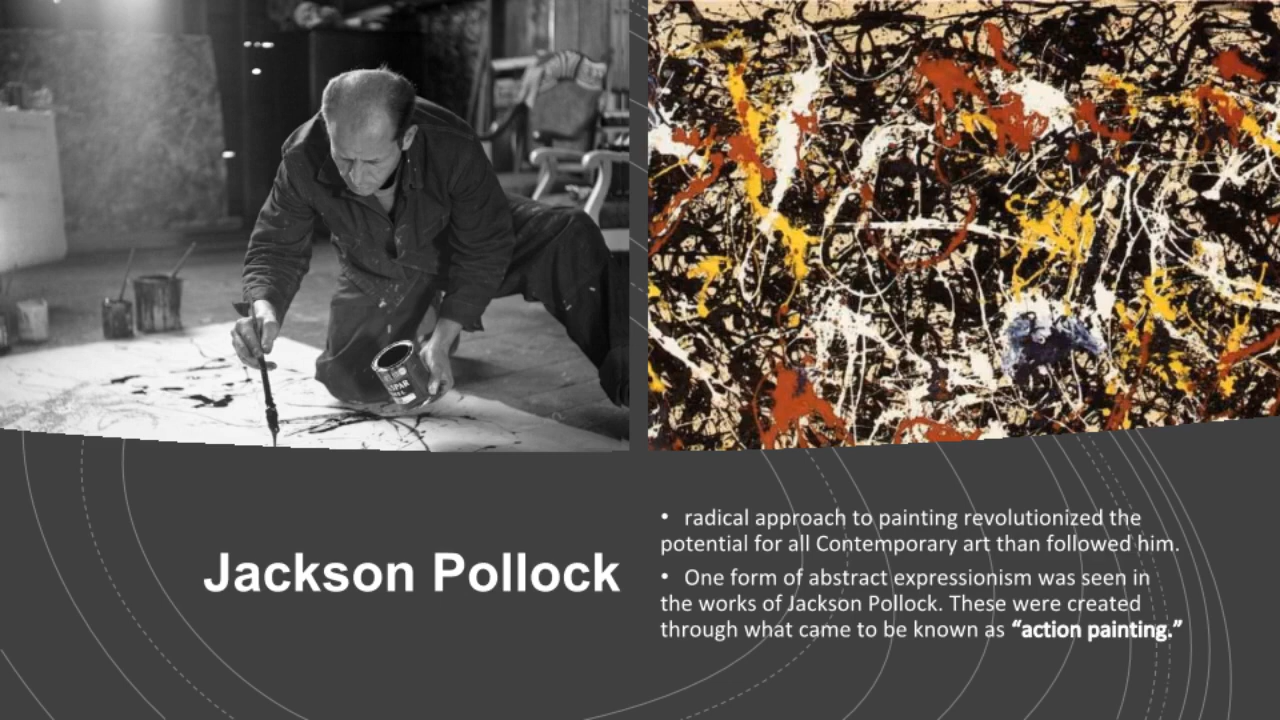 SPAR
Jackson Pollock
• radical approach to painting revolutionized the
potential for all Contemporary art than followed him.
• One form of abstract expressionism was seen in
the works of Jackson Pollock. These were created
through what came to be known as “action painting.”